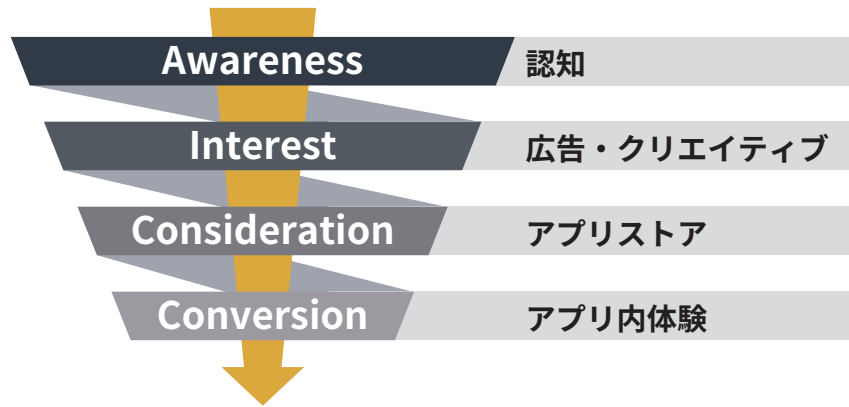 Awareness 認知
Interest 広告・クリエイティブ
Consideration アプリストア
Conversion アプリ内体験